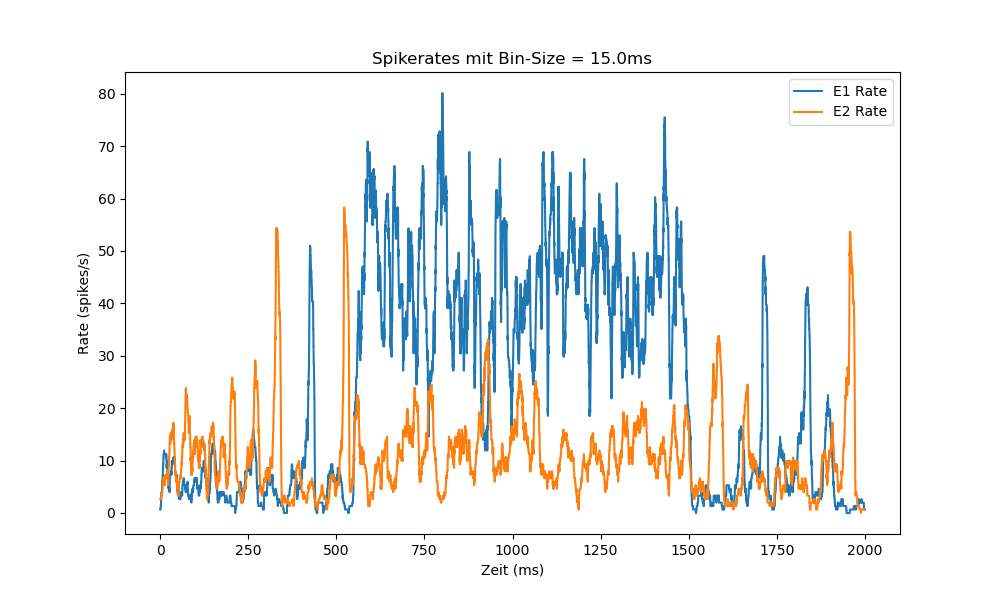 Spikerates mit Bin-Size = 15.0ms
E1 Rate
E2 Rate
Rate (spikes/s)
80
70
60
50
40
30
20
10
0
0 250 500 750 1000 1250 1500 1750 2000
Zeit (ms)